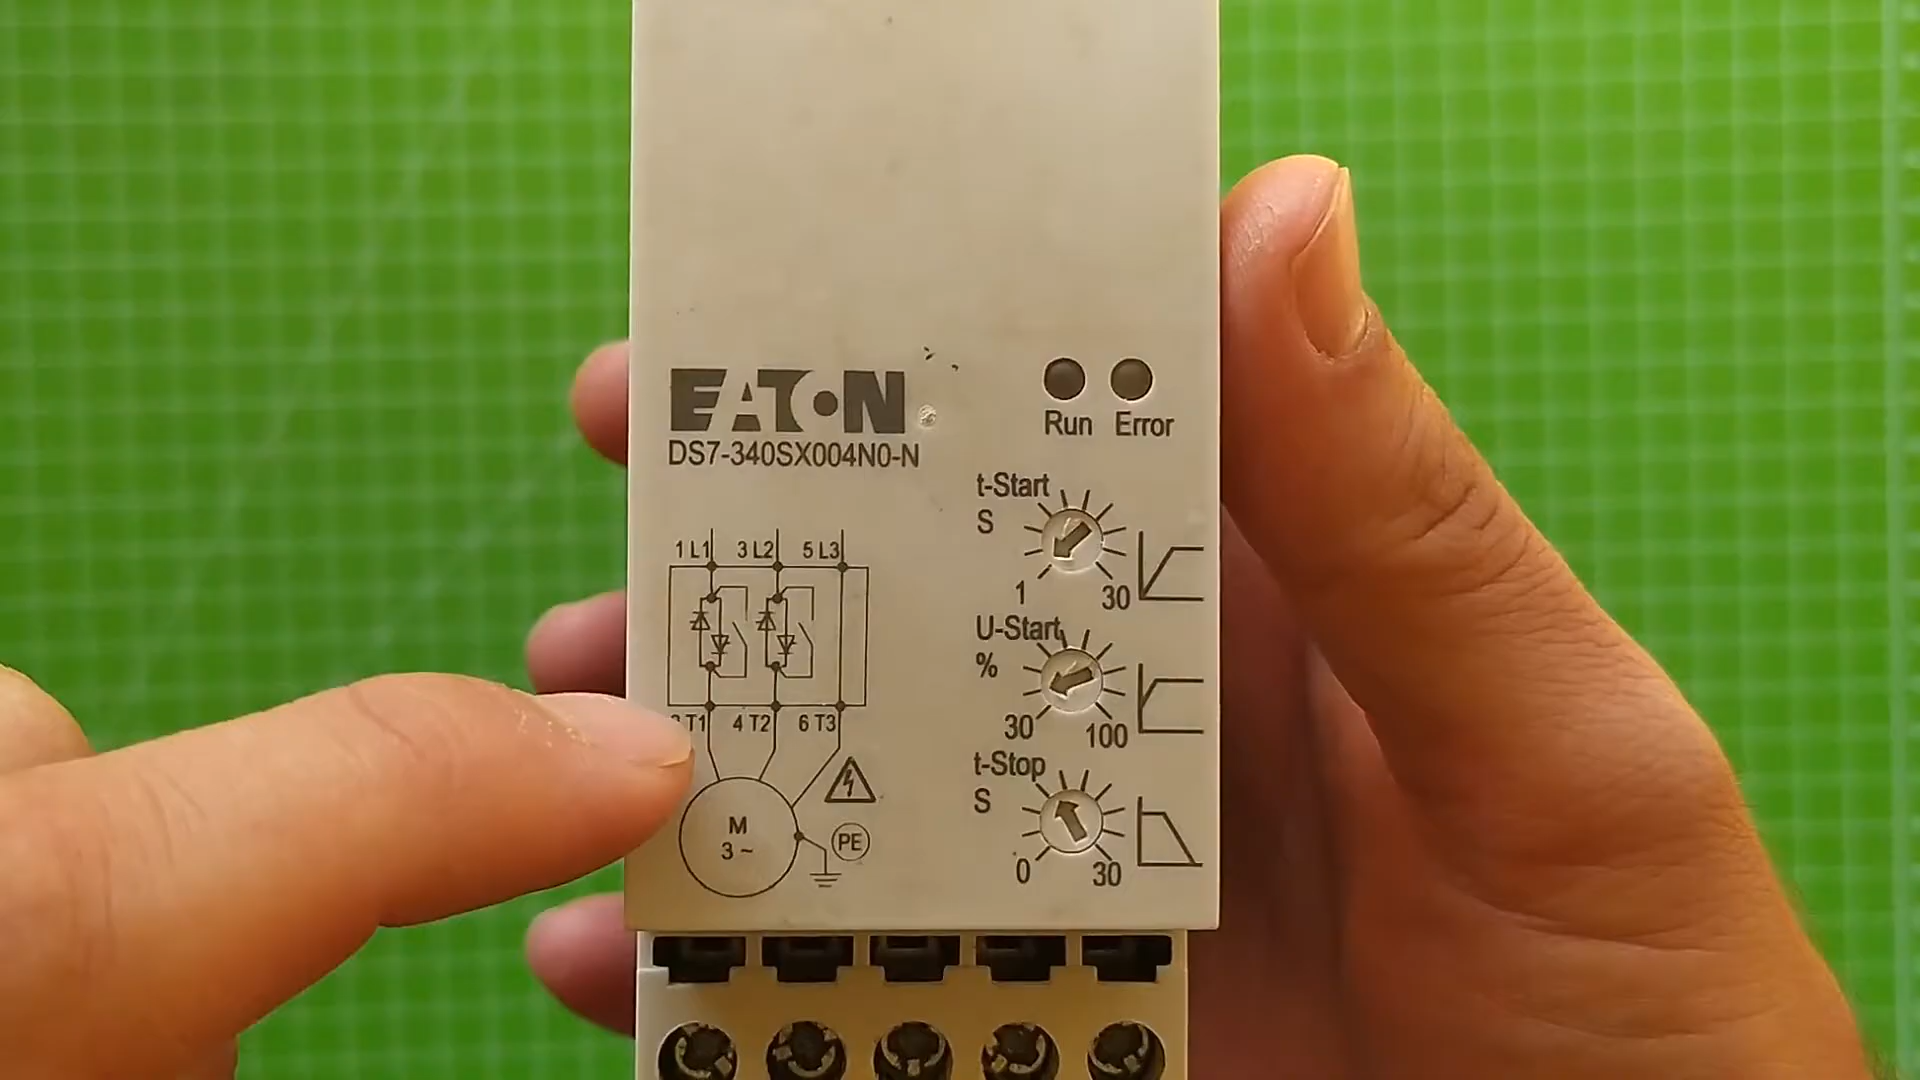 EATON
DS7-340SX004N0-N
Run Error
t-Start
S
1 30
U-Start
%
30 100
t-Stop
S
0 30
1 L1 3 L2 5 L3
T1 4 T2 6 T3
M
3 ~
PE